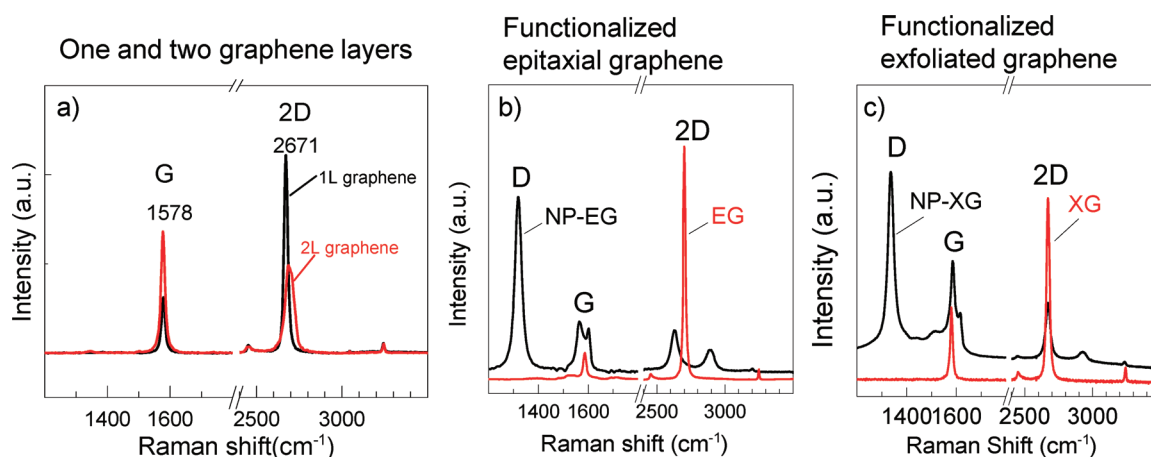 One and two graphene layers
a)
G
1578
2D
2671
1L graphene
2L graphene
Intensity (a.u.)
1400 1600 2500 3000
Raman shift(cm⁻¹)
Functionalized
epitaxial graphene
b)
D
NP-EG
G
2D
EG
Intensity (a.u.)
1400 1600 2500 3000
Raman shift (cm⁻¹)
Functionalized
exfoliated graphene
c)
D
NP-XG
G
2D
XG
Intensity (a.u.)
1400 1600 2500 3000
Raman Shift (cm⁻¹)